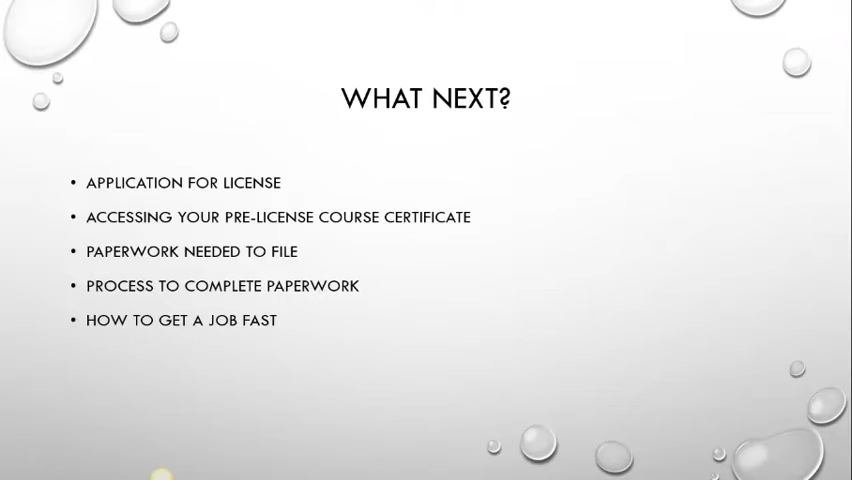 WHAT NEXT?
• APPLICATION FOR LICENSE
• ACCESSING YOUR PRE-LICENSE COURSE CERTIFICATE
• PAPERWORK NEEDED TO FILE
• PROCESS TO COMPLETE PAPERWORK
• HOW TO GET A JOB FAST